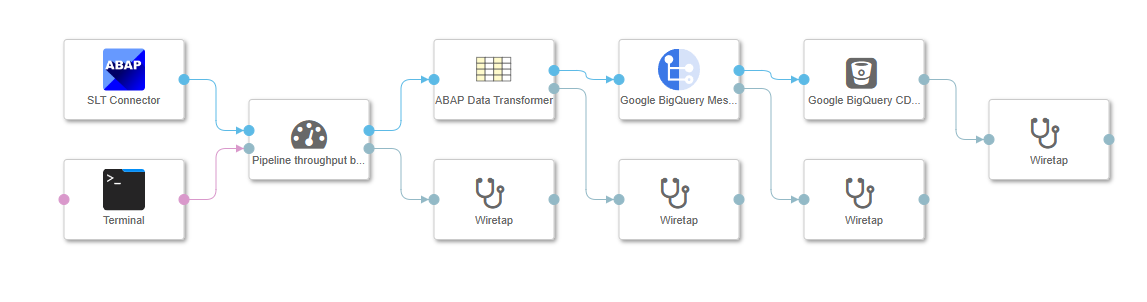 ABAP
SLT Connector
>_
Terminal
Pipeline throughput b...
ABAP Data Transformer
Wiretap
Google BigQuery Mes...
Wiretap
Google BigQuery CD...
Wiretap
Wiretap